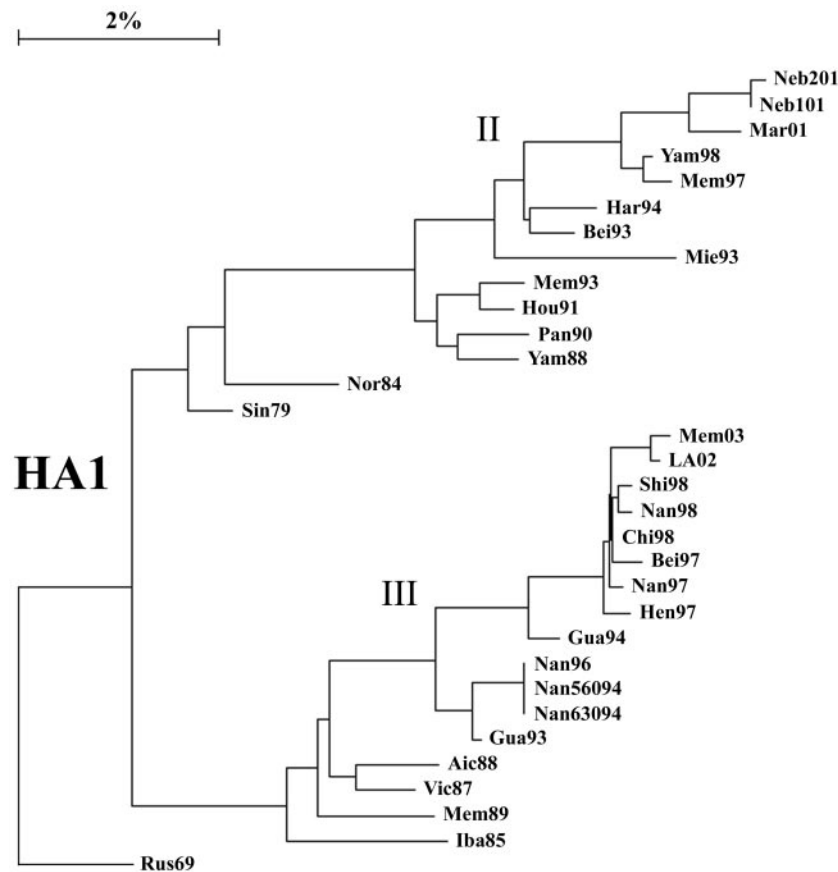 2%
Neb201
Neb101
Mar01
II
Yam98
Mem97
Har94
Bei93
Mie93
Mem93
Hou91
Pan90
Yam88
Nor84
Sin79
Mem03
HA1
LA02
Shi98
Nan98
Chi98
Bei97
Nan97
III
Hen97
Gua94
Nan96
Nan56094
Nan63094
Gua93
Aic88
Vic87
Mem89
Iba85
Rus69